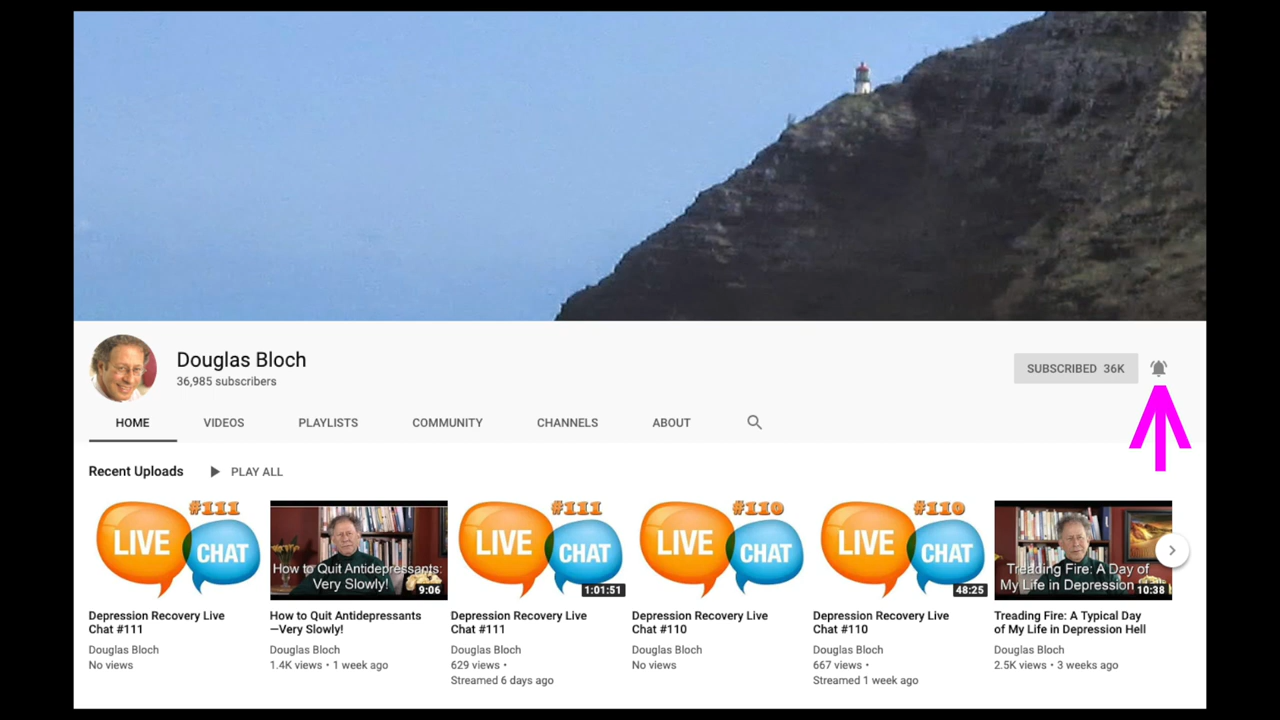 Douglas Bloch
36,985 subscribers
SUBSCRIBED 36K
HOME VIDEOS PLAYLISTS COMMUNITY CHANNELS ABOUT
Recent Uploads PLAY ALL
#111
LIVE CHAT
Depression Recovery Live
Chat #111
Douglas Bloch
No views
How to Quit Antidepressants:
Very Slowly!
9:06
How to Quit Antidepressants
—Very Slowly!
Douglas Bloch
1.4K views • 1 week ago
#111
LIVE CHAT
1:01:51
Depression Recovery Live
Chat #111
Douglas Bloch
629 views •
Streamed 6 days ago
#110
LIVE CHAT
Depression Recovery Live
Chat #110
Douglas Bloch
No views
#110
LIVE CHAT
48:25
Depression Recovery Live
Chat #110
Douglas Bloch
667 views •
Streamed 1 week ago
Treading Fire: A Day of
My Life in Depression
10:38
Treading Fire: A Typical Day
of My Life in Depression Hell
Douglas Bloch
2.5K views • 3 weeks ago